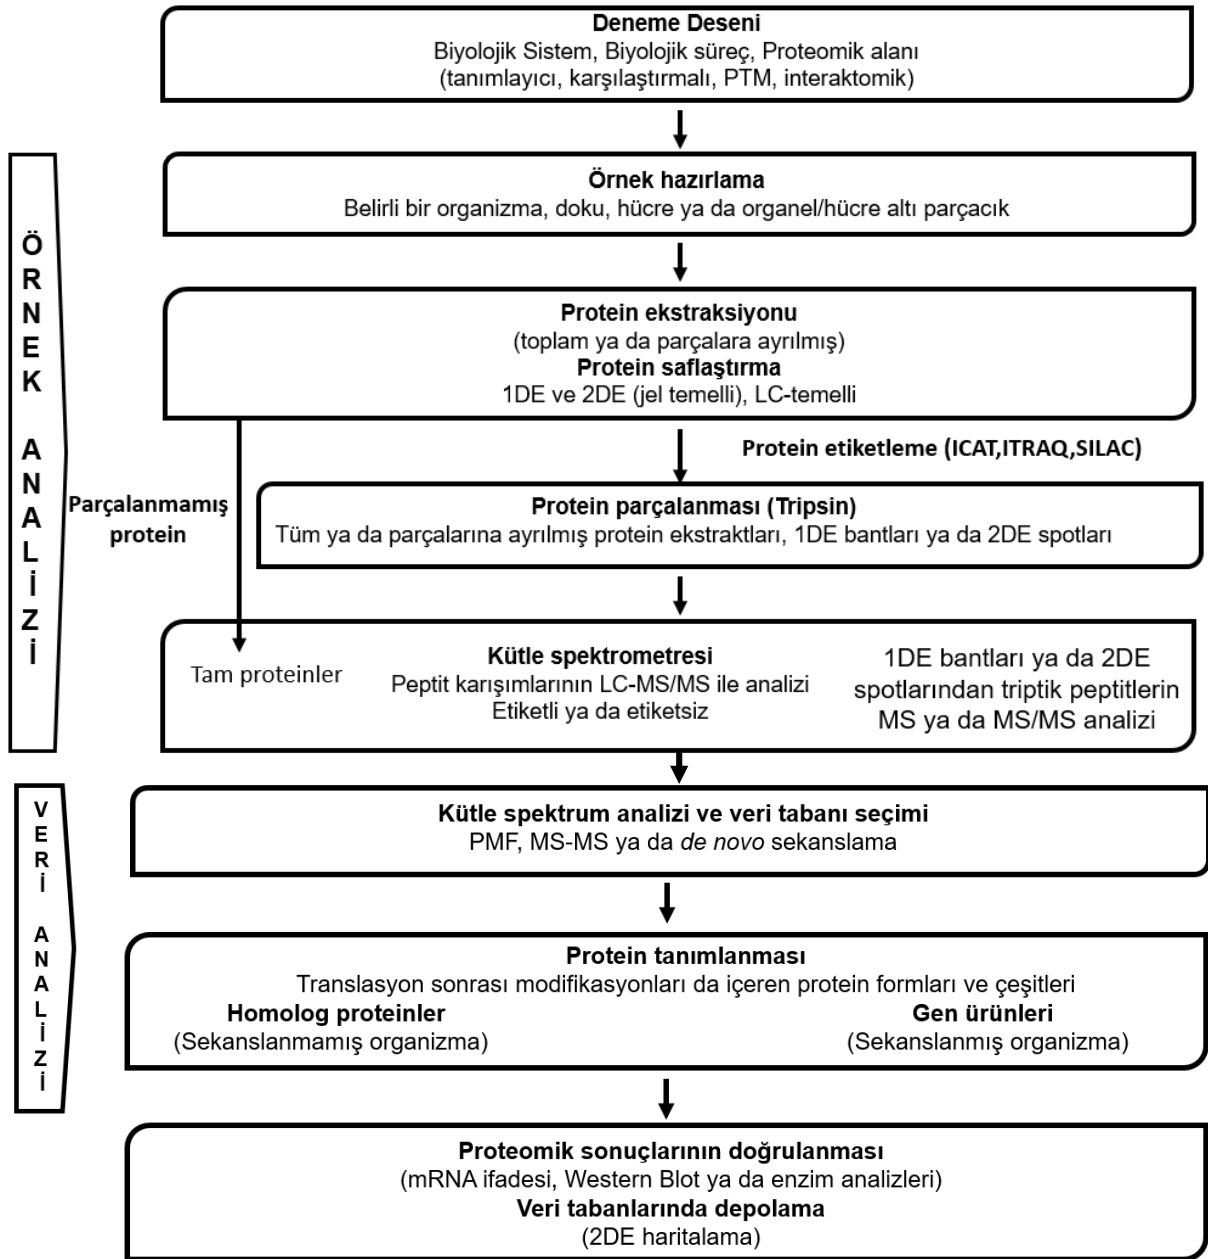 Deneme Deseni
Biyolojik Sistem, Biyolojik süreç, Proteomik alanı
(tanımlayıcı, karşılaştırmalı, PTM, interaktomik)
ÖRNEK ANALİZİ
Örnek hazırlama
Belirli bir organizma, doku, hücre ya da organel/hücre altı parçacık
Protein ekstraksiyonu
(toplam ya da parçalara ayrılmış)
Protein saflaştırma
1DE ve 2DE (jel temelli), LC-temelli
Protein etiketleme (ICAT,ITRAQ,SILAC)
Parçalanmamış
protein
Protein parçalanması (Tripsin)
Tüm ya da parçalarına ayrılmış protein ekstraktları, 1DE bantları ya da 2DE spotları
Tam proteinler
Kütle spektrometresi
Peptit karışımlarının LC-MS/MS ile analizi
Etiketli ya da etiketsiz
1DE bantları ya da 2DE
spotlarından triptik peptitlerin
MS ya da MS/MS analizi
VERİ ANALİZİ
Kütle spektrum analizi ve veri tabanı seçimi
PMF, MS-MS ya da de novo sekanslama
Protein tanımlanması
Translasyon sonrası modifikasyonları da içeren protein formları ve çeşitleri
Homolog proteinler
(Sekanslanmamış organizma)
Gen ürünleri
(Sekanslanmış organizma)
Proteomik sonuçlarının doğrulanması
(mRNA ifadesi, Western Blot ya da enzim analizleri)
Veri tabanlarında depolama
(2DE haritalama)